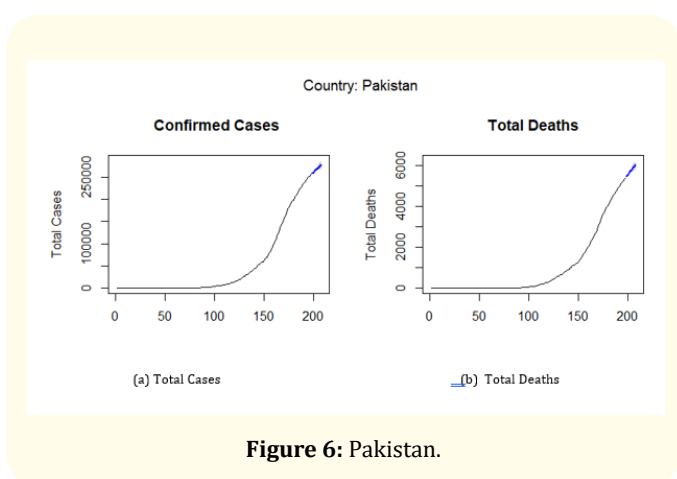 Country: Pakistan
Confirmed Cases
Total Cases
0 100000 250000
0 50 100 150 200
(a) Total Cases
Total Deaths
Total Deaths
0 2000 4000 6000
0 50 100 150 200
(b) Total Deaths
Figure 6: Pakistan.